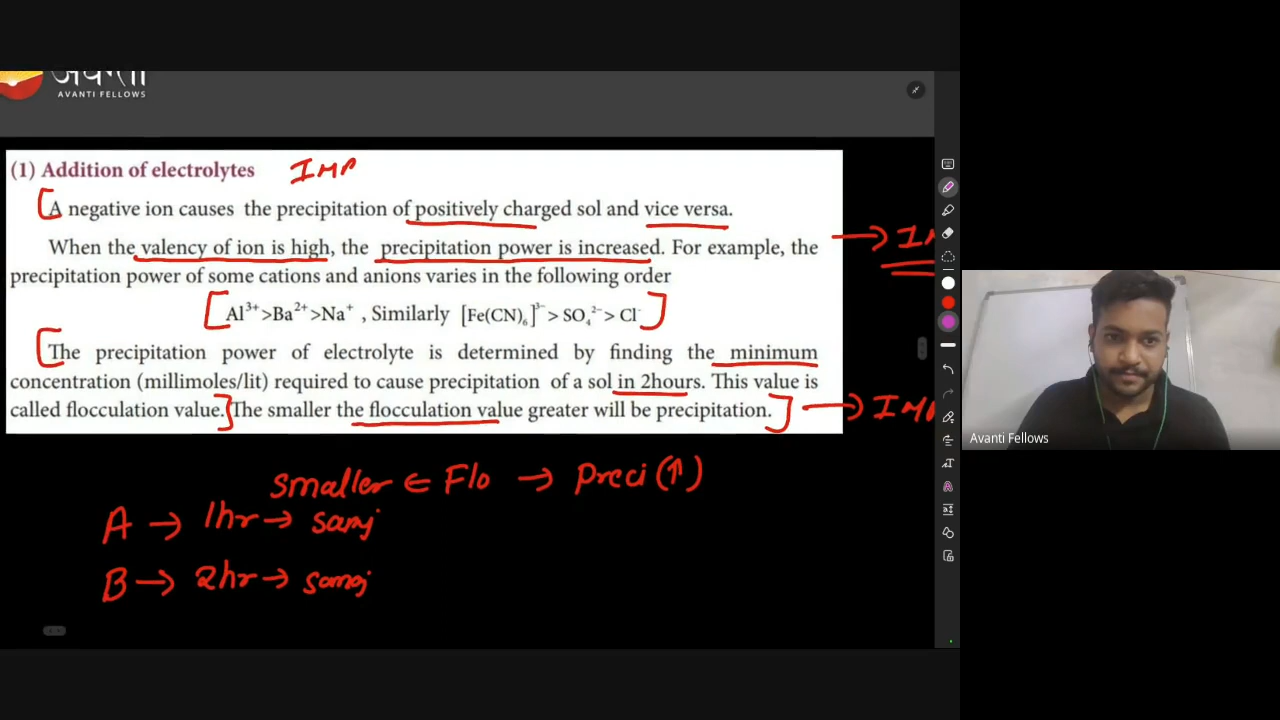 अवन्ती
AVANTI FELLOWS
(1) Addition of electrolytes IMP
A negative ion causes the precipitation of positively charged sol and vice versa.
When the valency of ion is high, the precipitation power is increased. For example, the
precipitation power of some cations and anions varies in the following order
Al³⁺>Ba²⁺>Na⁺ , Similarly [Fe(CN)₆]³⁻ > SO₄²⁻ > Cl⁻
The precipitation power of electrolyte is determined by finding the minimum
concentration (millimoles/lit) required to cause precipitation of a sol in 2hours. This value is
called flocculation value. The smaller the flocculation value greater will be precipitation.
→ IMP
smaller ∈ Flo → Preci (↑)
A → 1hr → samj
B → 2hr → samj
Avanti Fellows